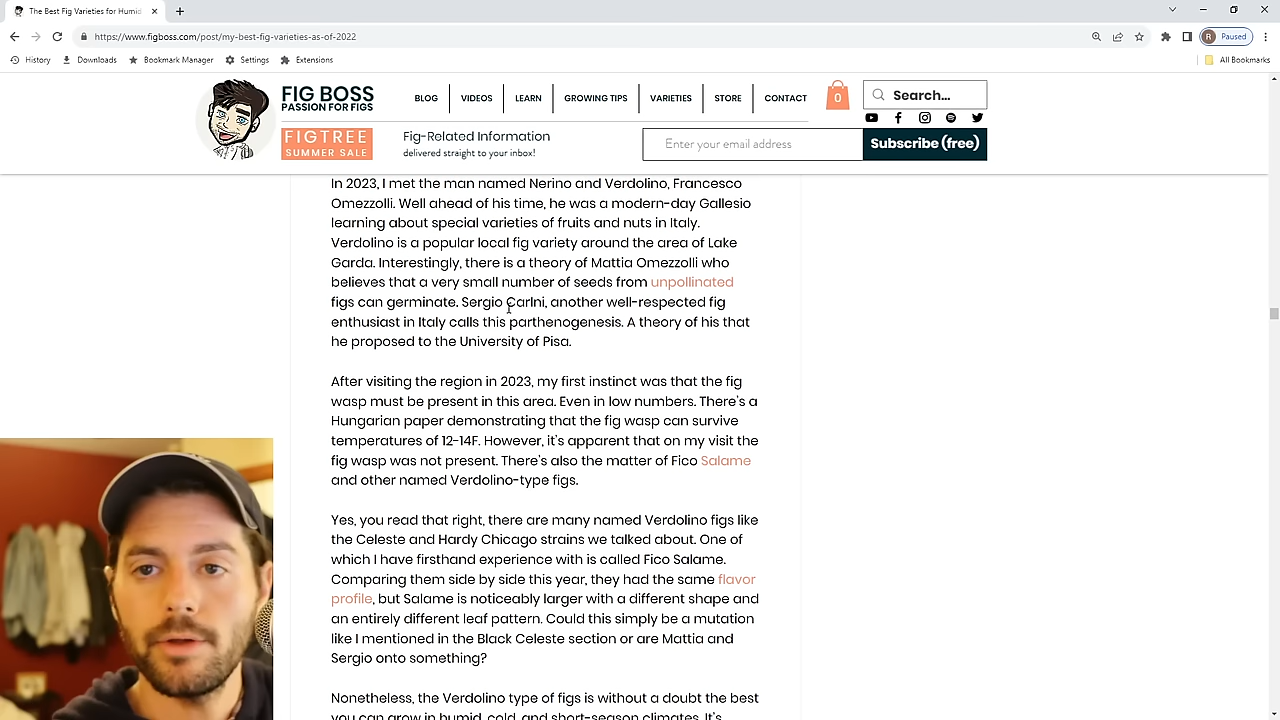 The Best Fig Varieties for Humid
https://www.figboss.com/post/my-best-fig-varieties-as-of-2022
R Paused
History Downloads Bookmark Manager Settings Extensions All Bookmarks
FIG BOSS
PASSION FOR FIGS
BLOG VIDEOS LEARN GROWING TIPS VARIETIES STORE CONTACT
0
Search...
FIGTREE
SUMMER SALE
Fig-Related Information
delivered straight to your inbox!
Enter your email address
Subscribe (free)
In 2023, I met the man named Nerino and Verdolino, Francesco
Omezzolli. Well ahead of his time, he was a modern-day Gallesio
learning about special varieties of fruits and nuts in Italy.
Verdolino is a popular local fig variety around the area of Lake
Garda. Interestingly, there is a theory of Mattia Omezzolli who
believes that a very small number of seeds from unpollinated
figs can germinate. Sergio Carlni, another well-respected fig
enthusiast in Italy calls this parthenogenesis. A theory of his that
he proposed to the University of Pisa.
After visiting the region in 2023, my first instinct was that the fig
wasp must be present in this area. Even in low numbers. There's a
Hungarian paper demonstrating that the fig wasp can survive
temperatures of 12-14F. However, it's apparent that on my visit the
fig wasp was not present. There's also the matter of Fico Salame
and other named Verdolino-type figs.
Yes, you read that right, there are many named Verdolino figs like
the Celeste and Hardy Chicago strains we talked about. One of
which I have firsthand experience with is called Fico Salame.
Comparing them side by side this year, they had the same flavor
profile, but Salame is noticeably larger with a different shape and
an entirely different leaf pattern. Could this simply be a mutation
like I mentioned in the Black Celeste section or are Mattia and
Sergio onto something?
Nonetheless, the Verdolino type of figs is without a doubt the best
you can grow in humid, cold, and short-season climates. It's